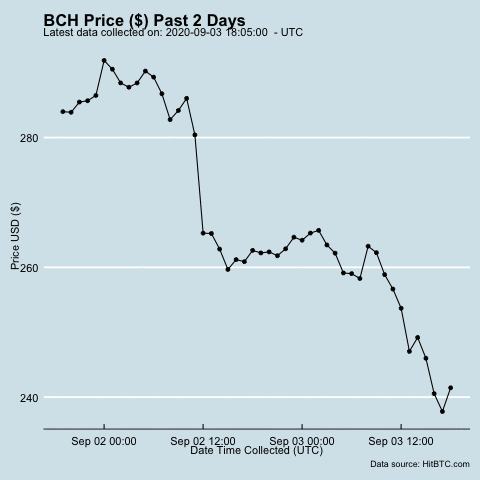 BCH Price ($) Past 2 Days
Latest data collected on: 2020-09-03 18:05:00 - UTC
280
260
240
Price USD ($)
Sep 02 00:00 Sep 02 12:00 Sep 03 00:00 Sep 03 12:00
Date Time Collected (UTC)
Data source: HitBTC.com